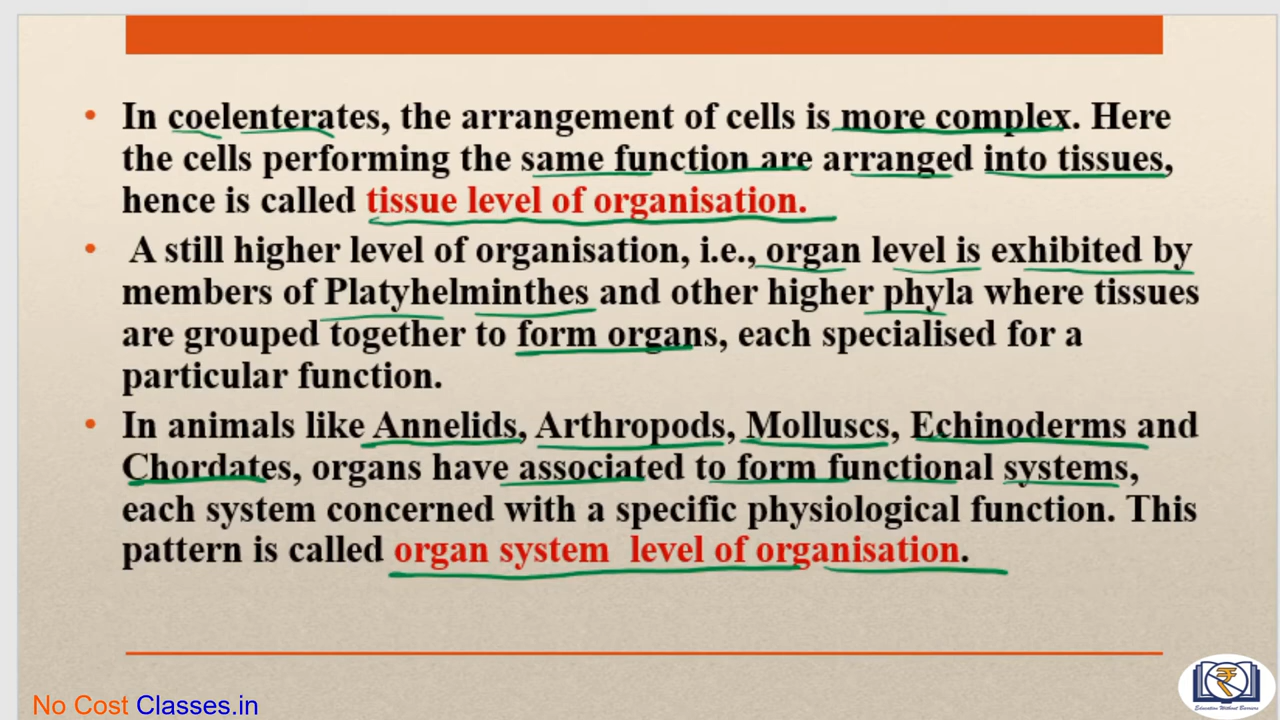 • In coelenterates, the arrangement of cells is more complex. Here
the cells performing the same function are arranged into tissues,
hence is called tissue level of organisation.
• A still higher level of organisation, i.e., organ level is exhibited by
members of Platyhelminthes and other higher phyla where tissues
are grouped together to form organs, each specialised for a
particular function.
• In animals like Annelids, Arthropods, Molluscs, Echinoderms and
Chordates, organs have associated to form functional systems,
each system concerned with a specific physiological function. This
pattern is called organ system level of organisation.
No Cost Classes.in
Education Without Barriers